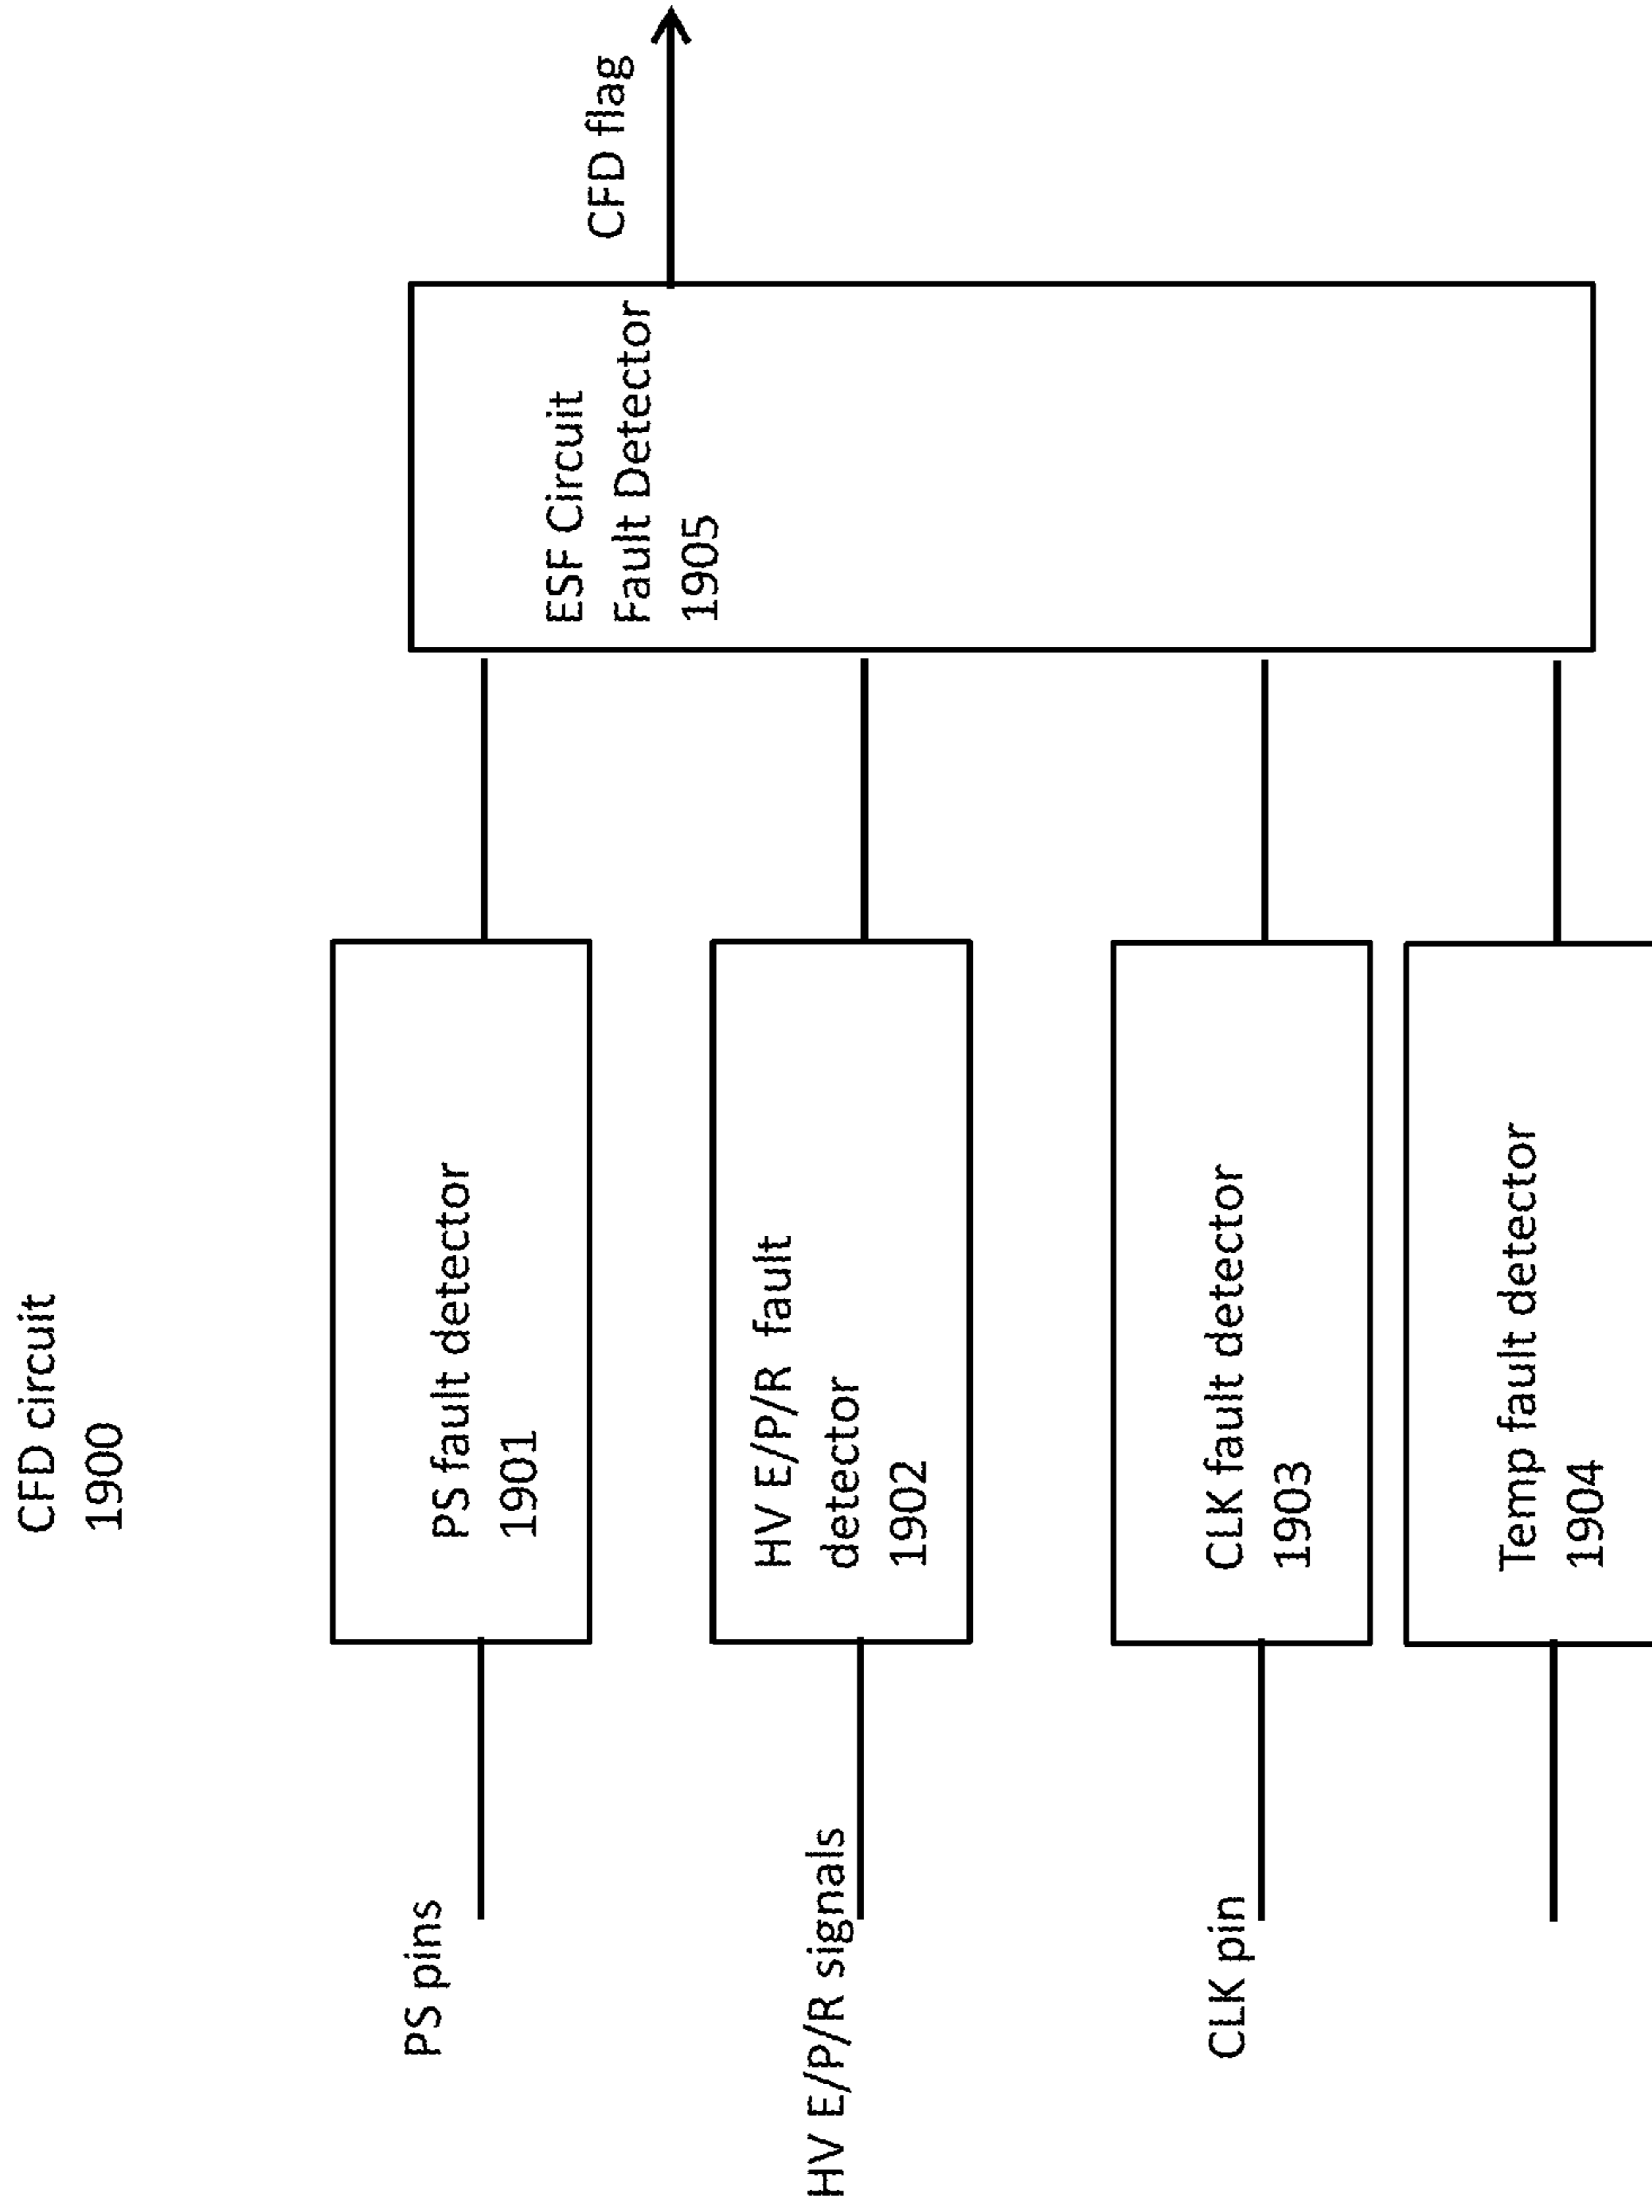 CFD circuit
1900
PS pins
PS fault detector
1901
HV E/P/R signals
HV E/P/R fault
detector
1902
CLK pin
CLK fault detector
1903
Temp fault detector
1904
ESF Circuit
Fault Detector
1905
CFD flag